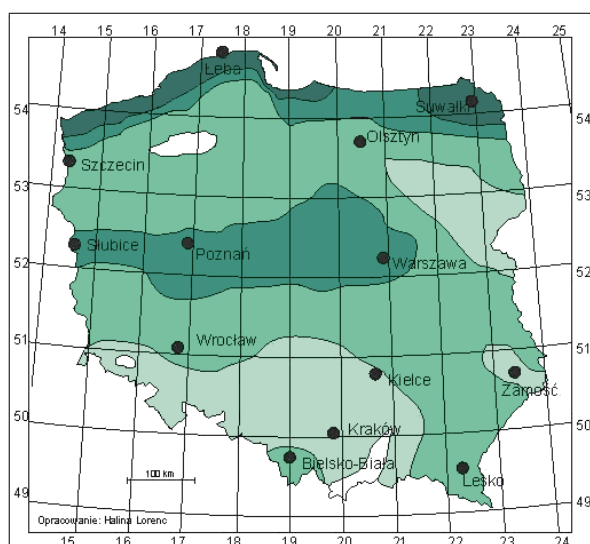 14 15 16 17 18 19 20 21 22 23 24 25
Łeba
54 54
Suwałki
Olsztyn
Szczecin
53 53
Słubice
Poznań
Warszawa
52 52
Wrocław
51 51
Kielce
Zamość
50 50
Kraków
Bielsko-Biała
Lesko
100 km
49 49
Opracowanie: Halina Lorenc
15 16 17 18 19 20 21 22 23 24